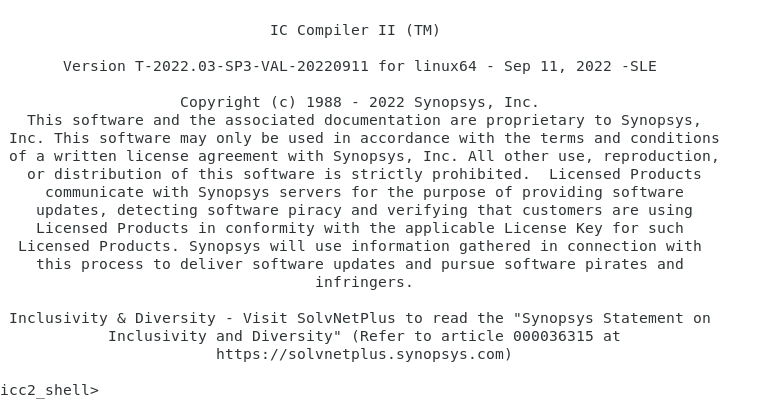 IC Compiler II (TM)
Version T-2022.03-SP3-VAL-20220911 for linux64 - Sep 11, 2022 -SLE
Copyright (c) 1988 - 2022 Synopsys, Inc.
This software and the associated documentation are proprietary to Synopsys,
Inc. This software may only be used in accordance with the terms and conditions
of a written license agreement with Synopsys, Inc. All other use, reproduction,
or distribution of this software is strictly prohibited.  Licensed Products
communicate with Synopsys servers for the purpose of providing software
updates, detecting software piracy and verifying that customers are using
Licensed Products in conformity with the applicable License Key for such
Licensed Products. Synopsys will use information gathered in connection with
this process to deliver software updates and pursue software pirates and
infringers.
Inclusivity & Diversity - Visit SolvNetPlus to read the "Synopsys Statement on
Inclusivity and Diversity" (Refer to article 000036315 at
https://solvnetplus.synopsys.com)
icc2_shell>